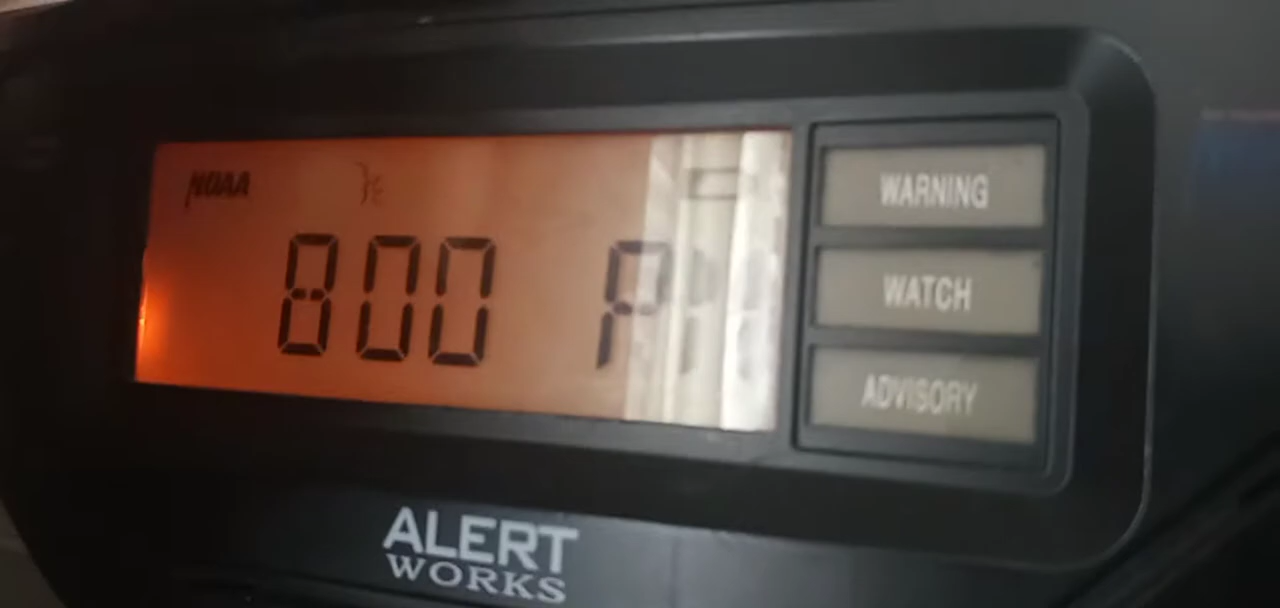 NOAA
800 P
WARNING
WATCH
ADVISORY
ALERT
WORKS